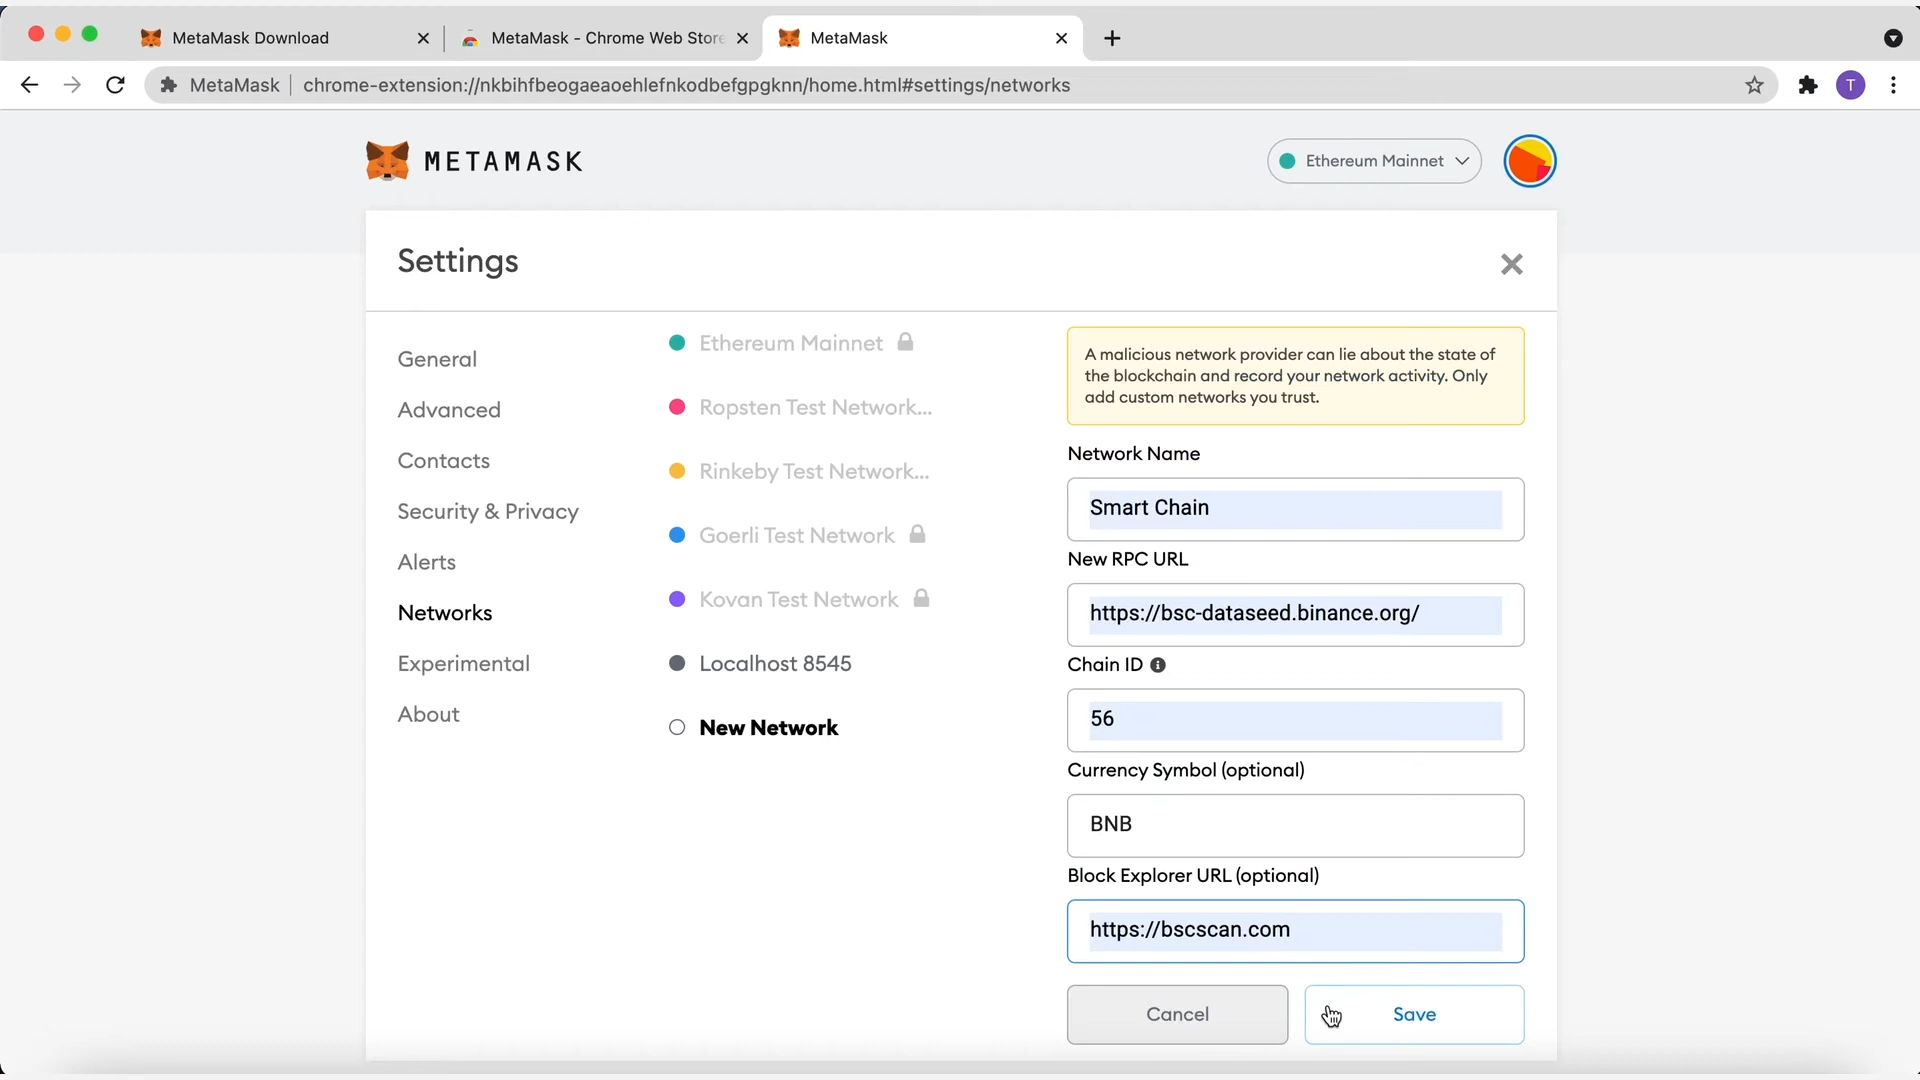 MetaMask Download
MetaMask - Chrome Web Store
MetaMask
MetaMask chrome-extension://nkbihfbeogaeaoehlefnkodbefgpgknn/home.html#settings/networks
T
METAMASK
Ethereum Mainnet
Settings
General
Advanced
Contacts
Security & Privacy
Alerts
Networks
Experimental
About
Ethereum Mainnet
Ropsten Test Network...
Rinkeby Test Network...
Goerli Test Network
Kovan Test Network
Localhost 8545
New Network
A malicious network provider can lie about the state of
the blockchain and record your network activity. Only
add custom networks you trust.
Network Name
Smart Chain
New RPC URL
https://bsc-dataseed.binance.org/
Chain ID
56
Currency Symbol (optional)
BNB
Block Explorer URL (optional)
https://bscscan.com
Cancel
Save